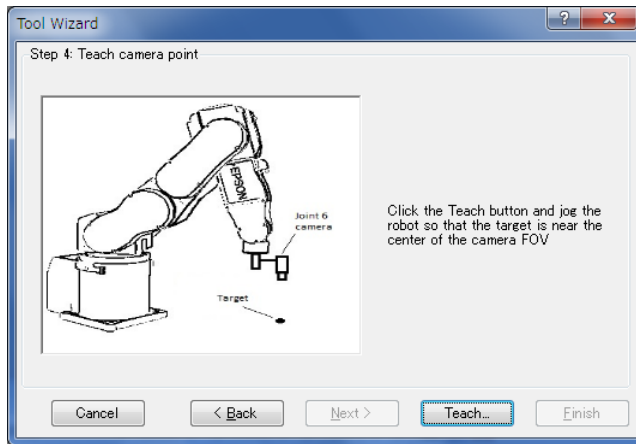 Tool Wizard
?
X
Step 4: Teach camera point
EPSON
Joint 6
camera
Target
Click the Teach button and jog the
robot so that the target is near the
center of the camera FOV
Cancel
< Back
Next >
Teach...
Finish